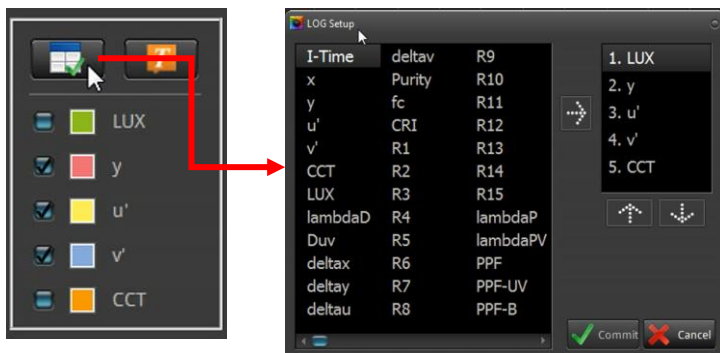 T
LUX
y
u'
v'
CCT
LOG Setup
I-Time deltav R9
x Purity R10
y fc R11
u' CRI R12
v' R1 R13
CCT R2 R14
LUX R3 R15
lambdaD R4 lambdaP
Duv R5 lambdaPV
deltax R6 PPF
deltay R7 PPF-UV
deltau R8 PPF-B
1. LUX
2. y
3. u'
4. v'
5. CCT
Commit Cancel